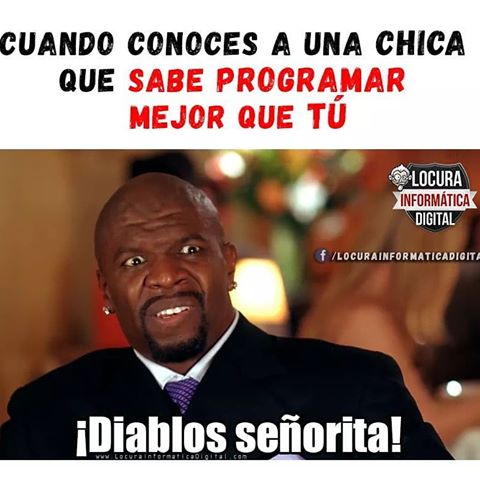 CUANDO CONOCES A UNA CHICA
QUE SABE PROGRAMAR
MEJOR QUE TÚ
LOCURA
INFORMÁTICA
DIGITAL
f /LOCURAINFORMATICADIGITA
¡Diablos señorita!
www.LocuraInformaticaDigital.com